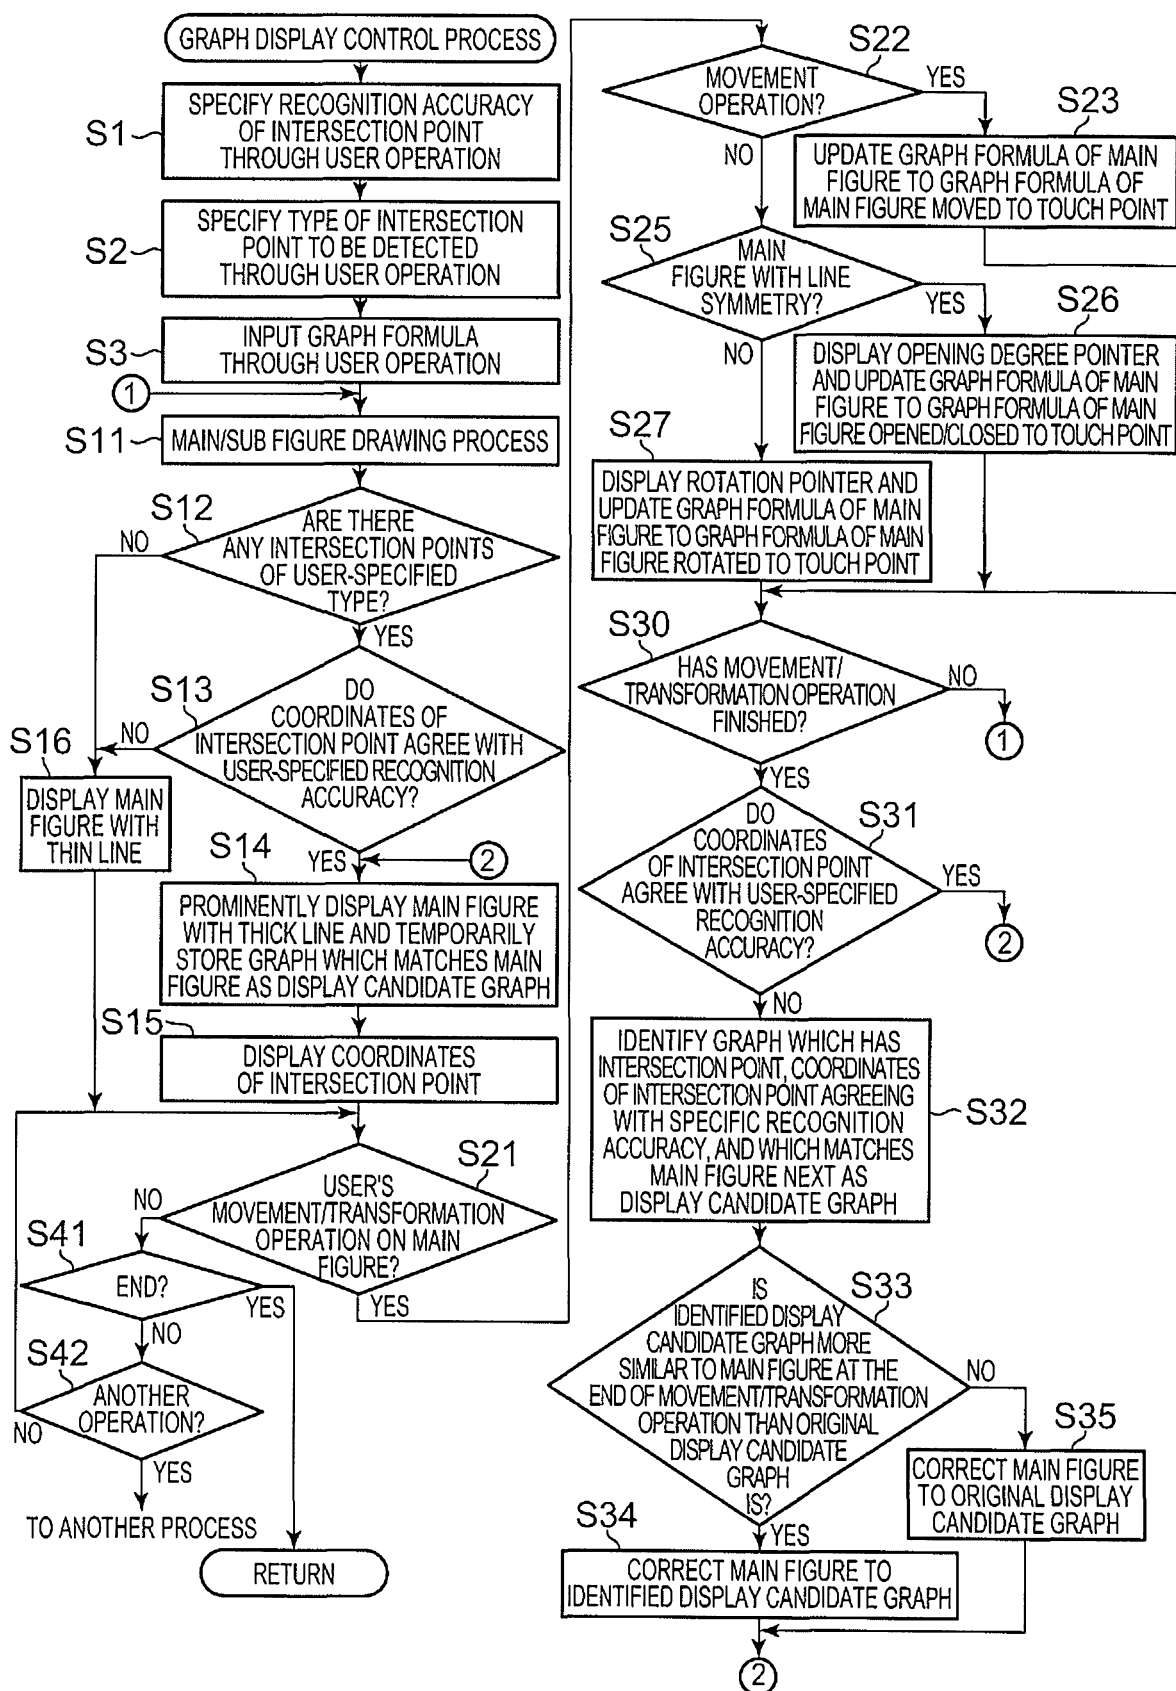 GRAPH DISPLAY CONTROL PROCESS
S1
SPECIFY RECOGNITION ACCURACY
OF INTERSECTION POINT
THROUGH USER OPERATION
S2
SPECIFY TYPE OF INTERSECTION
POINT TO BE DETECTED
THROUGH USER OPERATION
S3
INPUT GRAPH FORMULA
THROUGH USER OPERATION
1
S11
MAIN/SUB FIGURE DRAWING PROCESS
S12
NO
ARE THERE
ANY INTERSECTION POINTS
OF USER-SPECIFIED
TYPE?
YES
S13
NO
DO
COORDINATES OF
INTERSECTION POINT AGREE WITH
USER-SPECIFIED RECOGNITION
ACCURACY?
YES
S16
DISPLAY MAIN
FIGURE WITH
THIN LINE
2
S14
PROMINENTLY DISPLAY MAIN FIGURE
WITH THICK LINE AND TEMPORARILY
STORE GRAPH WHICH MATCHES MAIN
FIGURE AS DISPLAY CANDIDATE GRAPH
S15
DISPLAY COORDINATES
OF INTERSECTION POINT
S21
NO
USER'S
MOVEMENT/TRANSFORMATION
OPERATION ON MAIN
FIGURE?
YES
S41
END?
YES
NO
S42
ANOTHER
OPERATION?
NO
YES
TO ANOTHER PROCESS
RETURN
S22
MOVEMENT
OPERATION?
YES
NO
S23
UPDATE GRAPH FORMULA OF MAIN
FIGURE TO GRAPH FORMULA OF
MAIN FIGURE MOVED TO TOUCH POINT
S25
MAIN
FIGURE WITH LINE
SYMMETRY?
YES
NO
S26
DISPLAY OPENING DEGREE POINTER
AND UPDATE GRAPH FORMULA OF MAIN
FIGURE TO GRAPH FORMULA OF MAIN
FIGURE OPENED/CLOSED TO TOUCH POINT
S27
DISPLAY ROTATION POINTER AND
UPDATE GRAPH FORMULA OF MAIN
FIGURE TO GRAPH FORMULA OF MAIN
FIGURE ROTATED TO TOUCH POINT
S30
HAS MOVEMENT/
TRANSFORMATION OPERATION
FINISHED?
NO
1
YES
S31
DO
COORDINATES
OF INTERSECTION POINT
AGREE WITH USER-SPECIFIED
RECOGNITION
ACCURACY?
YES
2
NO
S32
IDENTIFY GRAPH WHICH HAS
INTERSECTION POINT, COORDINATES
OF INTERSECTION POINT AGREEING
WITH SPECIFIC RECOGNITION
ACCURACY, AND WHICH MATCHES
MAIN FIGURE NEXT AS
DISPLAY CANDIDATE GRAPH
S33
IS
IDENTIFIED DISPLAY
CANDIDATE GRAPH MORE
SIMILAR TO MAIN FIGURE AT THE
END OF MOVEMENT/TRANSFORMATION
OPERATION THAN ORIGINAL
DISPLAY CANDIDATE
GRAPH
IS?
NO
YES
S35
CORRECT MAIN FIGURE
TO ORIGINAL DISPLAY
CANDIDATE GRAPH
S34
CORRECT MAIN FIGURE TO
IDENTIFIED DISPLAY CANDIDATE GRAPH
2